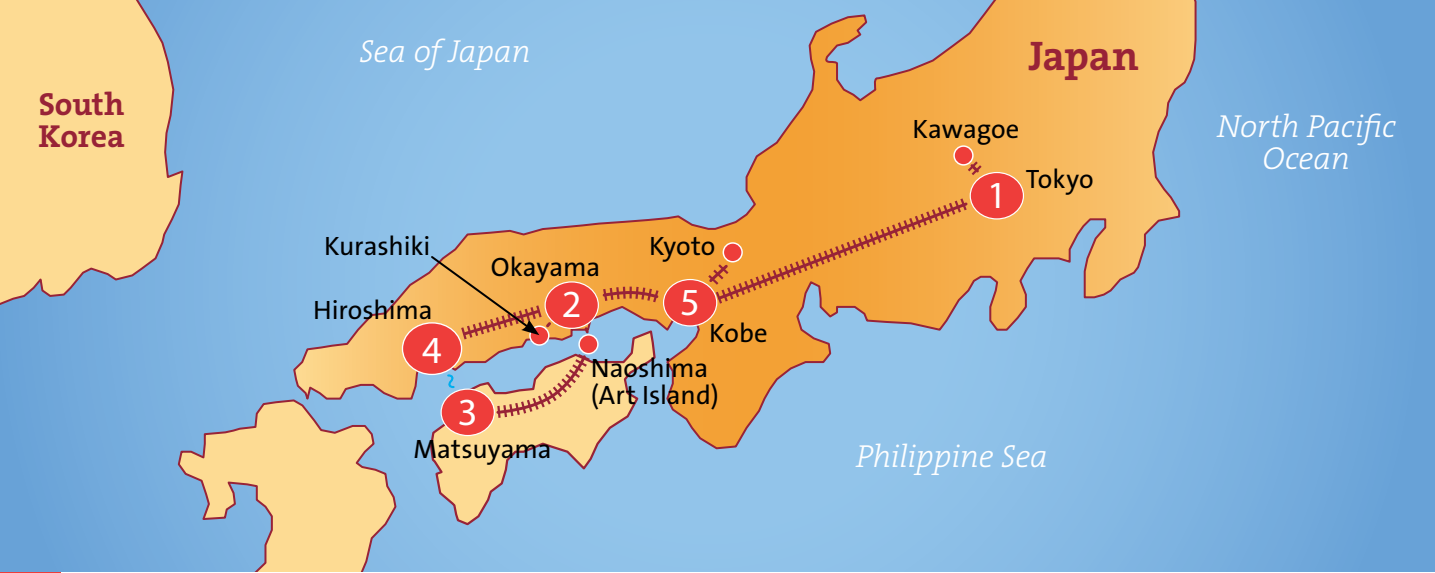 Sea of Japan
Japan
South
Korea
North Pacific
Ocean
Kawagoe
Tokyo
1
Kurashiki
Kyoto
Okayama
Hiroshima
2
5
Kobe
4
Naoshima
(Art Island)
3
Matsuyama
Philippine Sea